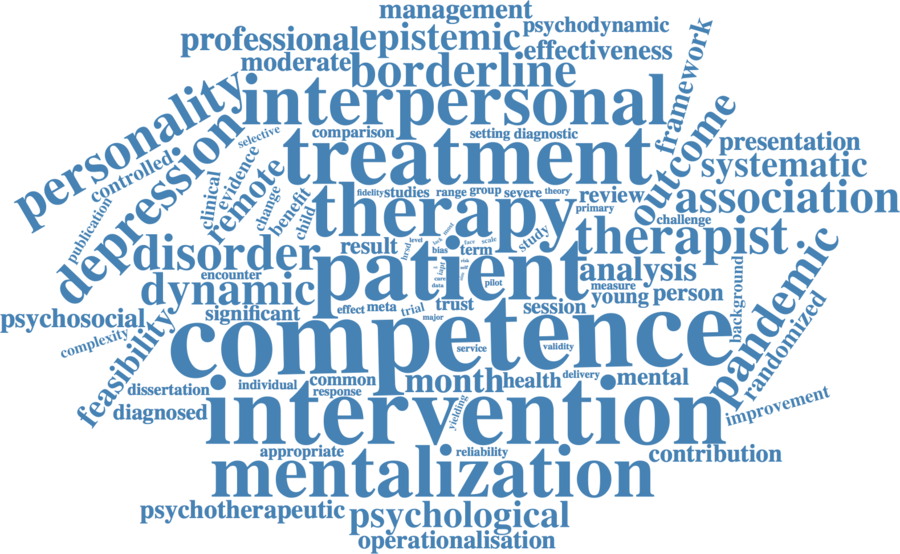 management
psychodynamic
professional
epistemic
effectiveness
moderate
borderline
framework
personality
interpersonal
selective
comparison
setting
diagnostic
outcome
presentation
controlled
depression
treatment
systematic
evidence
clinical
remote
publication
change
benefit
child
fidelity
studies
range
group
severe
theory
review
primary
association
challenge
therapy
study
therapist
disorder
result
level
bias
term
face
scale
risk
analysis
encounter
patient
core
data
pilot
measure
background
pandemic
dynamic
young
person
effect
meta
trial
trust
session
major
significant
psychosocial
complexity
feasibility
competence
randomized
service
validity
dissertation
individual
common
response
month
health
delivery
mental
improvement
diagnosed
intervention
yielding
appropriate
reliability
contribution
mentalization
psychotherapeutic
psychological
operationalisation